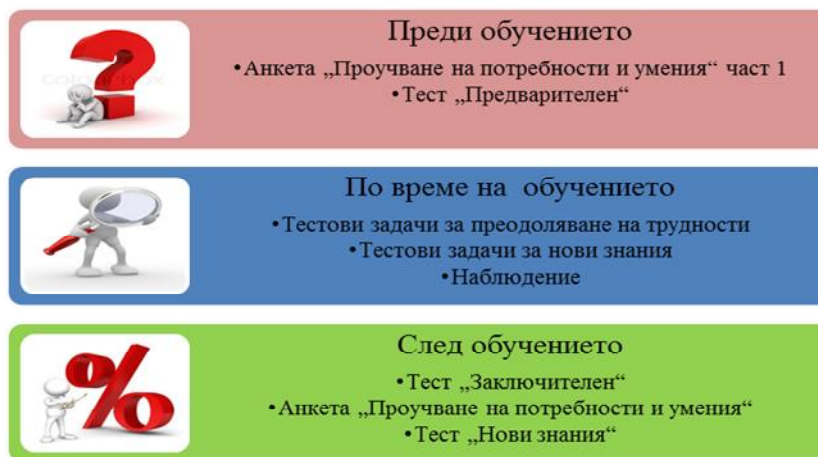 Преди обучението
•Анкета „Проучване на потребности и умения“ част 1
•Тест „Предварителен“
По време на обучението
•Тестови задачи за преодоляване на трудности
•Тестови задачи за нови знания
•Наблюдение
След обучението
•Тест „Заключителен“
•Анкета „Проучване на потребности и умения“
•Тест „Нови знания“